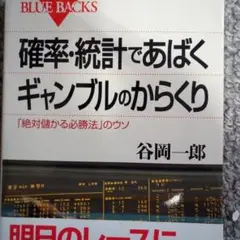 BLUE BACKS
確率・統計であばく
ギャンブルのからくり
「絶対儲かる必勝法」のウソ
谷岡一郎
明日のレースに